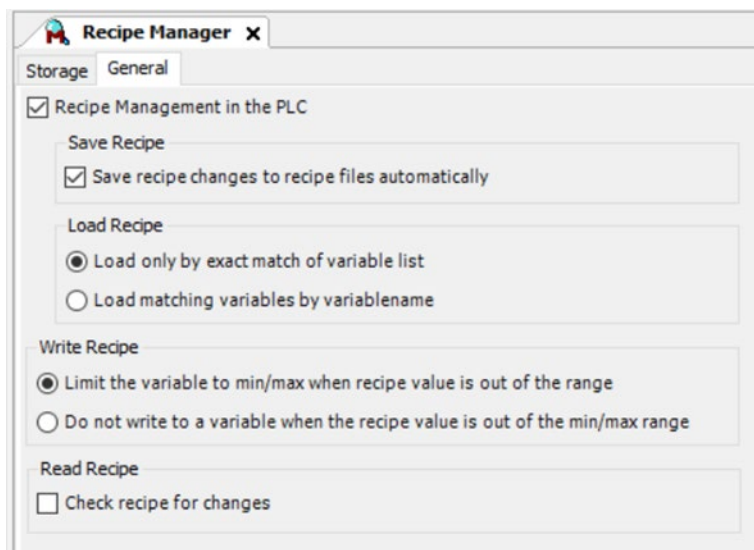 Recipe Manager
Storage General
Recipe Management in the PLC
Save Recipe
Save recipe changes to recipe files automatically
Load Recipe
Load only by exact match of variable list
Load matching variables by variablename
Write Recipe
Limit the variable to min/max when recipe value is out of the range
Do not write to a variable when the recipe value is out of the min/max range
Read Recipe
Check recipe for changes